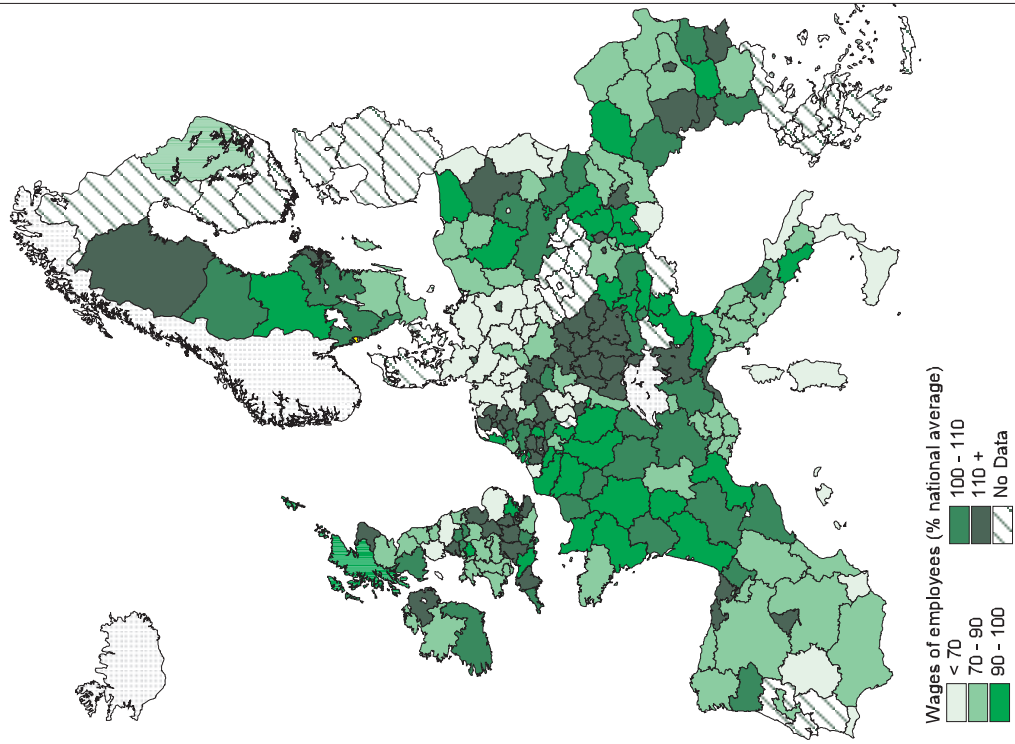 Wages of employees (% national average)
< 70
70 - 90
90 - 100
100 - 110
110 +
No Data